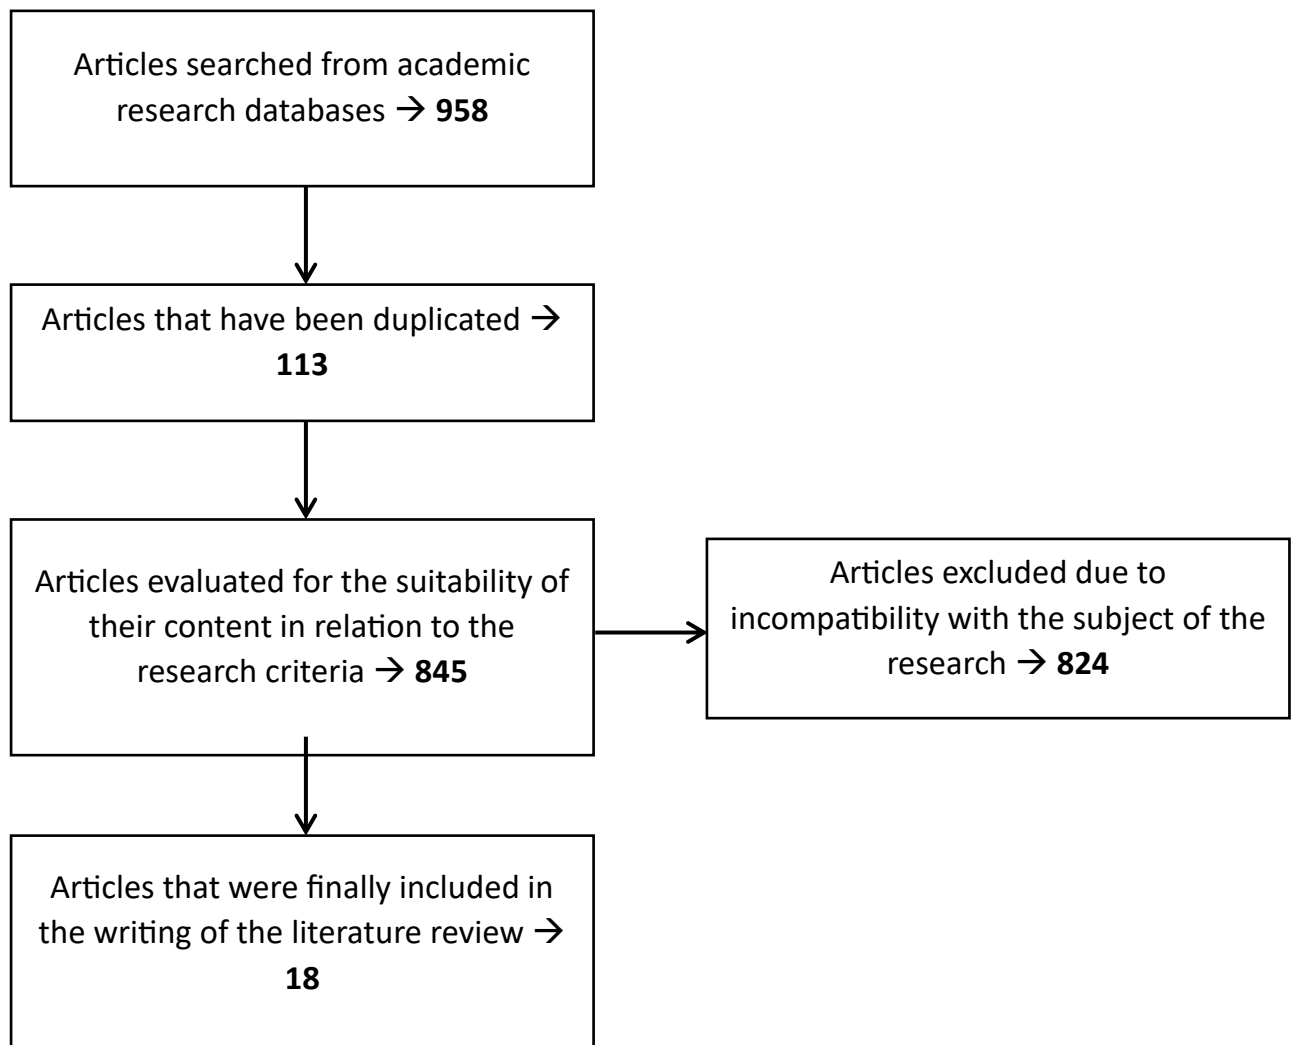 Articles searched from academic
research databases → 958
Articles that have been duplicated →
113
Articles evaluated for the suitability of
their content in relation to the
research criteria → 845
Articles excluded due to
incompatibility with the subject of the
research → 824
Articles that were finally included in
the writing of the literature review →
18